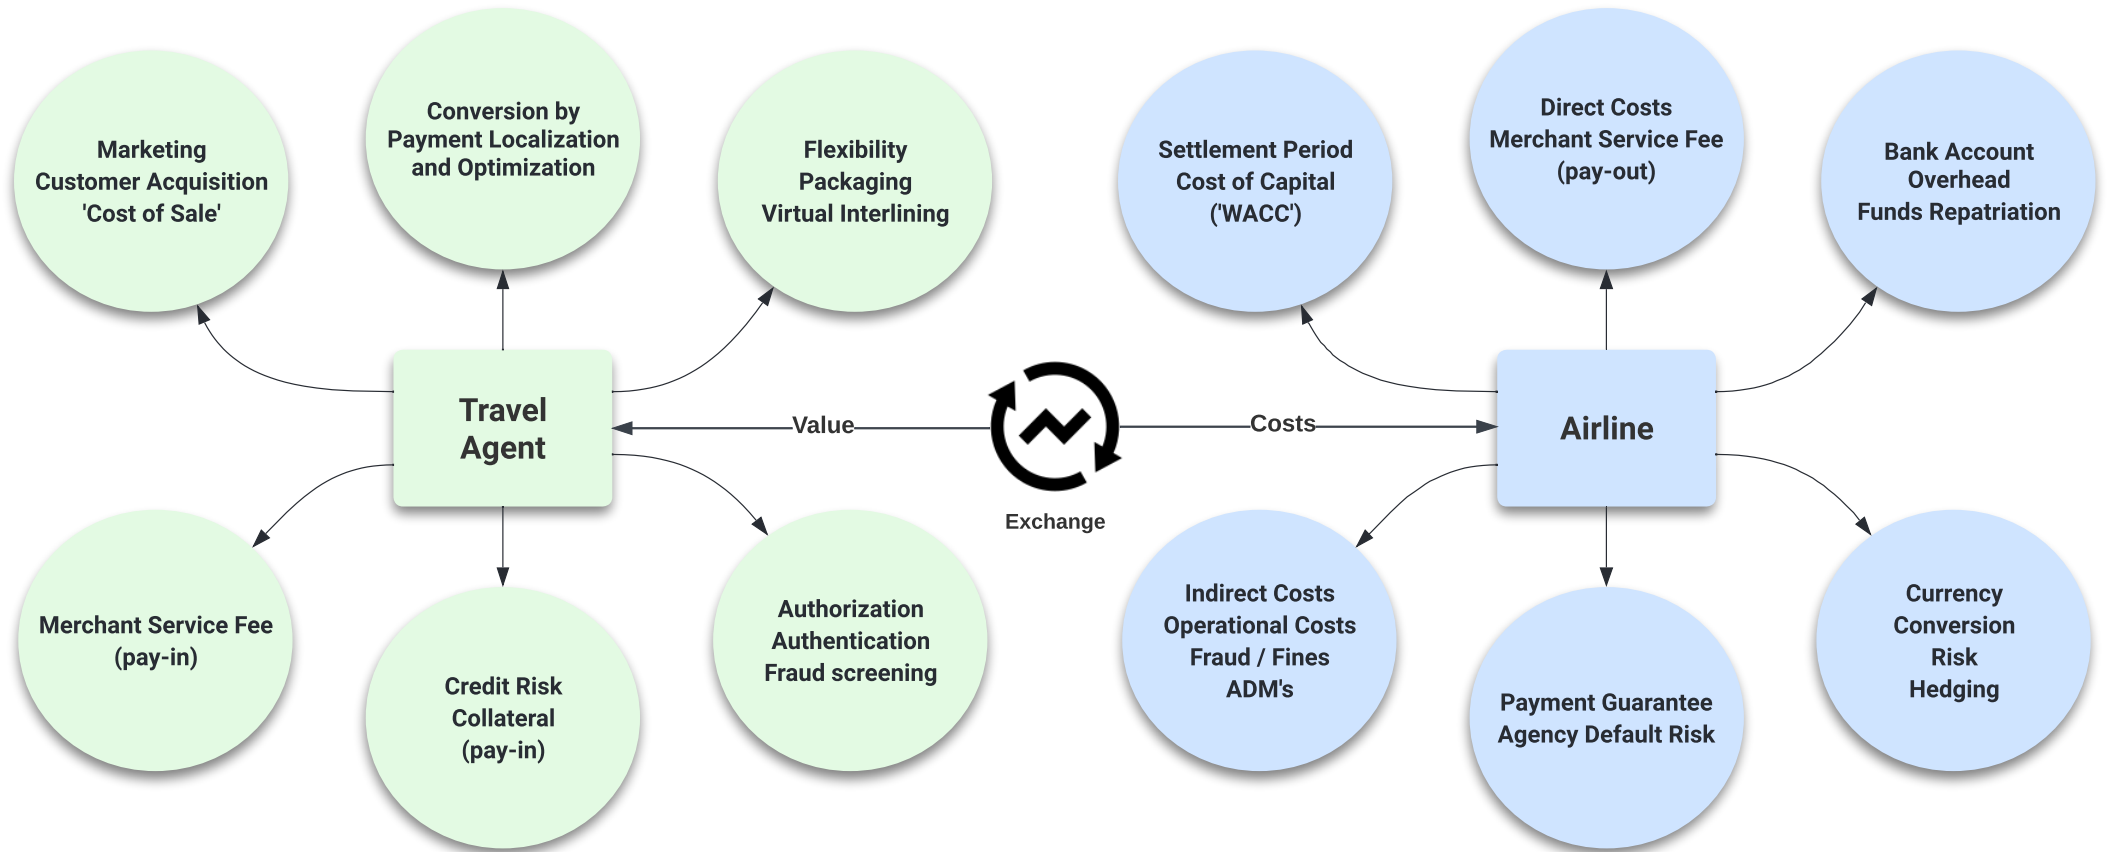 Marketing
Customer Acquisition
'Cost of Sale'
Conversion by
Payment Localization
and Optimization
Flexibility
Packaging
Virtual Interlining
Settlement Period
Cost of Capital
('WACC')
Direct Costs
Merchant Service Fee
(pay-out)
Bank Account
Overhead
Funds Repatriation
Travel
Agent
Value
Exchange
Costs
Airline
Merchant Service Fee
(pay-in)
Credit Risk
Collateral
(pay-in)
Authorization
Authentication
Fraud screening
Indirect Costs
Operational Costs
Fraud / Fines
ADM's
Payment Guarantee
Agency Default Risk
Currency
Conversion
Risk
Hedging